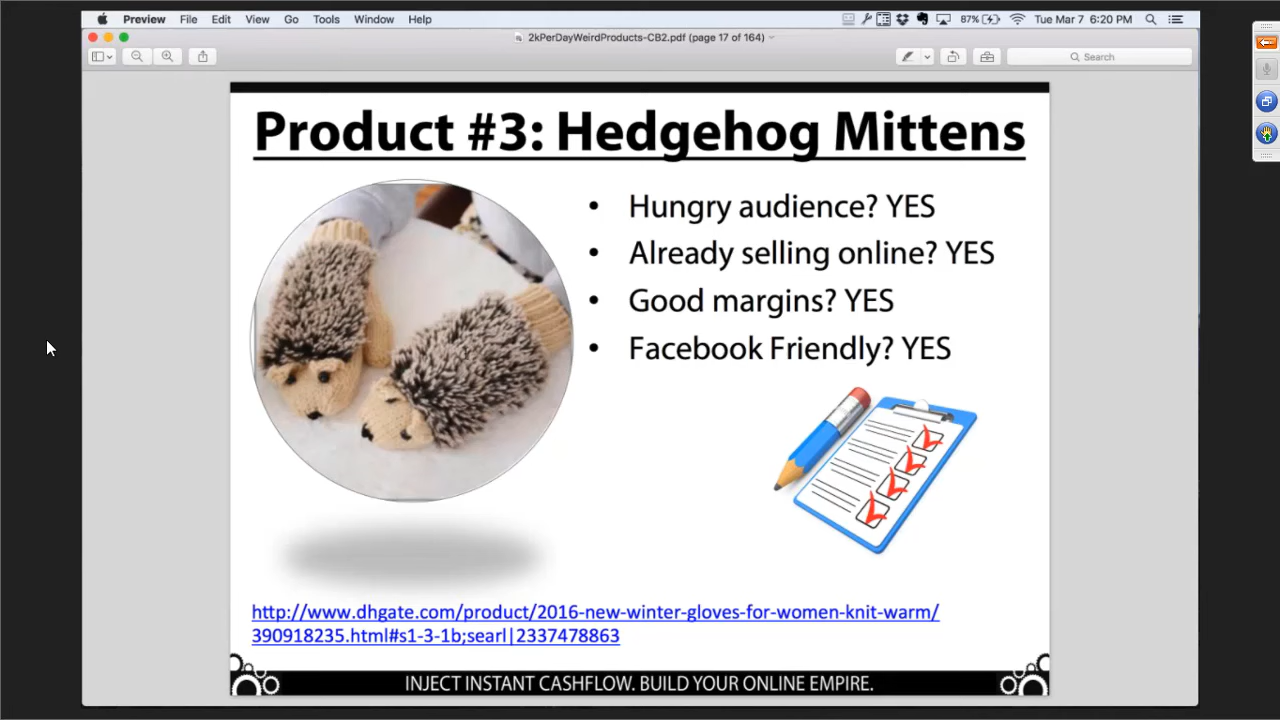 Preview File Edit View Go Tools Window Help 87% Tue Mar 7 6:20 PM
2kPerDayWeirdProducts-CB2.pdf (page 17 of 164)
Search
Product #3: Hedgehog Mittens
• Hungry audience? YES
• Already selling online? YES
• Good margins? YES
• Facebook Friendly? YES
http://www.dhgate.com/product/2016-new-winter-gloves-for-women-knit-warm/
390918235.html#s1-3-1b;searl|2337478863
INJECT INSTANT CASHFLOW. BUILD YOUR ONLINE EMPIRE.